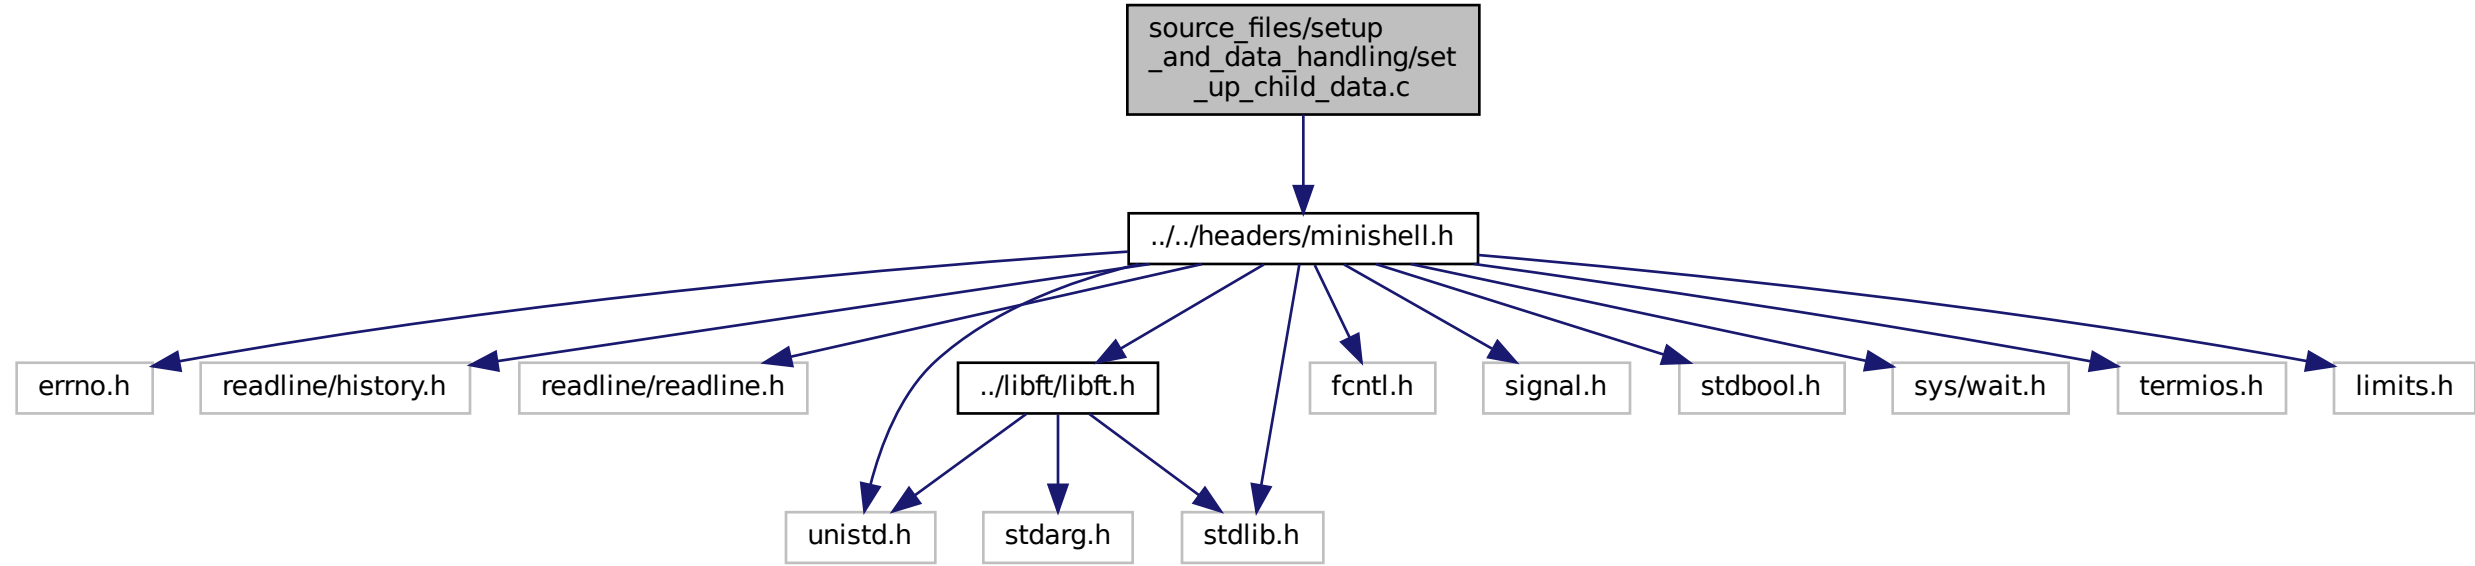 source_files/setup
_and_data_handling/set
_up_child_data.c
../../headers/minishell.h
errno.h
readline/history.h
readline/readline.h
../libft/libft.h
fcntl.h
signal.h
stdbool.h
sys/wait.h
termios.h
limits.h
unistd.h
stdarg.h
stdlib.h